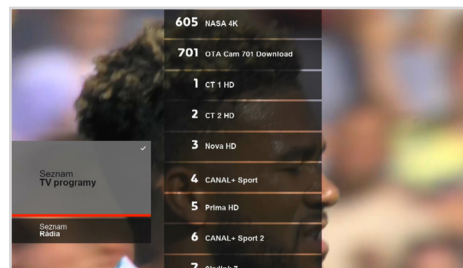 605 NASA 4K
701 OTA Cam 701 Download
1 CT 1 HD
2 CT 2 HD
3 Nova HD
4 CANAL+ Sport
5 Prima HD
6 CANAL+ Sport 2
7
Seznam
TV programy
Seznam
Rádia